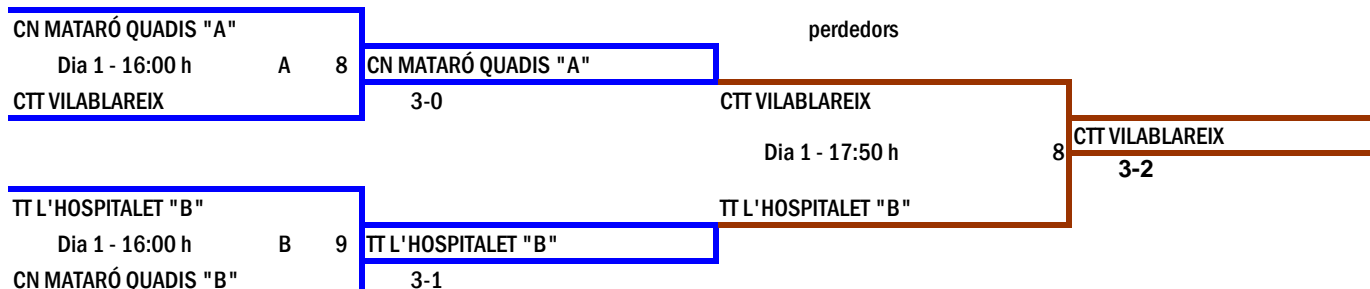 CN MATARÓ QUADIS "A"
perdedors
Dia 1 - 16:00 h A 8 CN MATARÓ QUADIS "A"
CTT VILABLAREIX 3-0 CTT VILABLAREIX
Dia 1 - 17:50 h 8 CTT VILABLAREIX
3-2
TT L'HOSPITALET "B" TT L'HOSPITALET "B"
Dia 1 - 16:00 h B 9 TT L'HOSPITALET "B"
CN MATARÓ QUADIS "B" 3-1